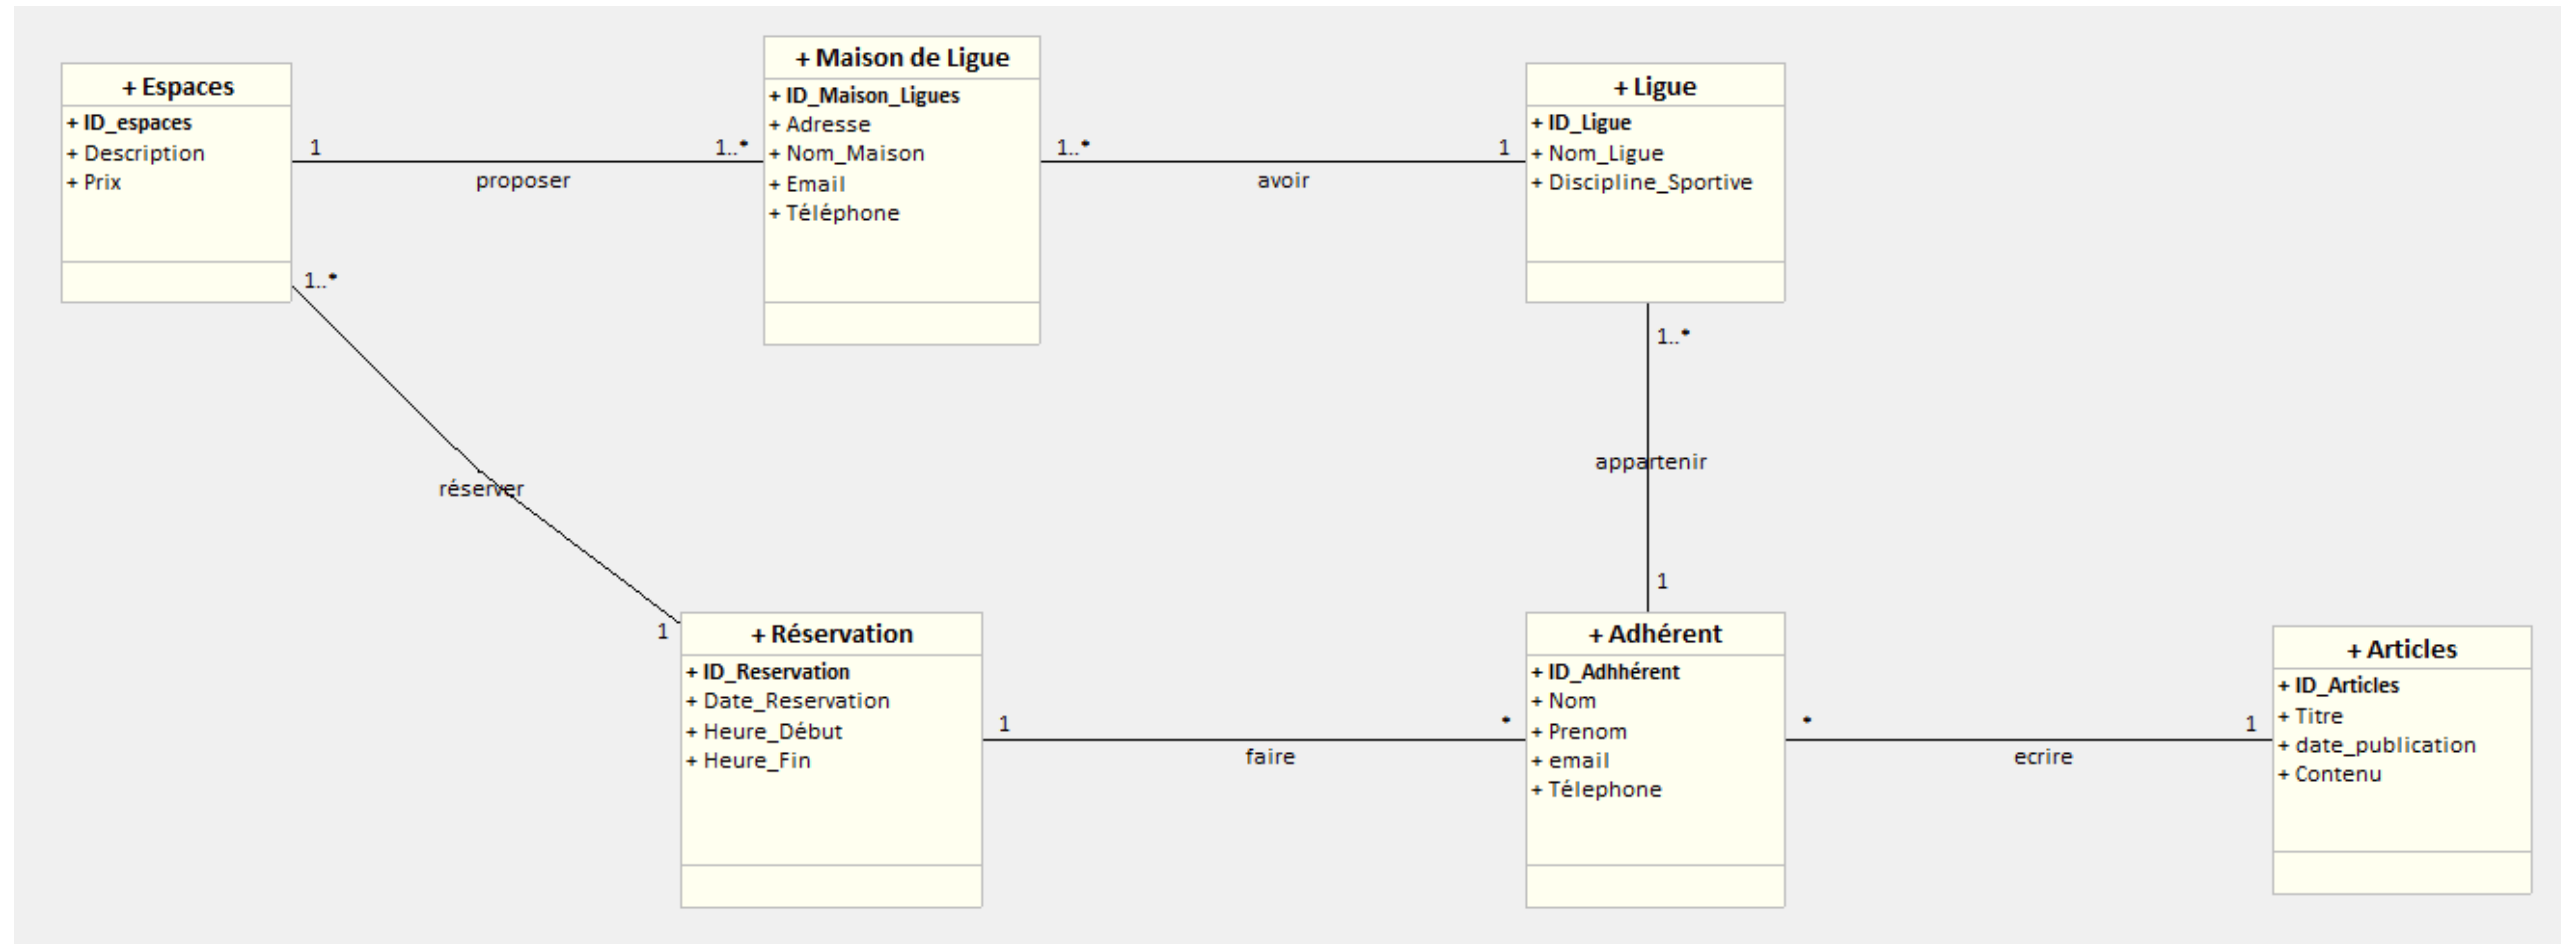 + Espaces
+ ID_espaces
+ Description
+ Prix
1
proposer
1..*
+ Maison de Ligue
+ ID_Maison_Ligues
+ Adresse
+ Nom_Maison
+ Email
+ Téléphone
1..*
avoir
1
+ Ligue
+ ID_Ligue
+ Nom_Ligue
+ Discipline_Sportive
1..*
réserver
1
1..*
appartenir
1
+ Réservation
+ ID_Reservation
+ Date_Reservation
+ Heure_Début
+ Heure_Fin
1
faire
*
+ Adhérent
+ ID_Adhhérent
+ Nom
+ Prenom
+ email
+ Télephone
*
ecrire
1
+ Articles
+ ID_Articles
+ Titre
+ date_publication
+ Contenu